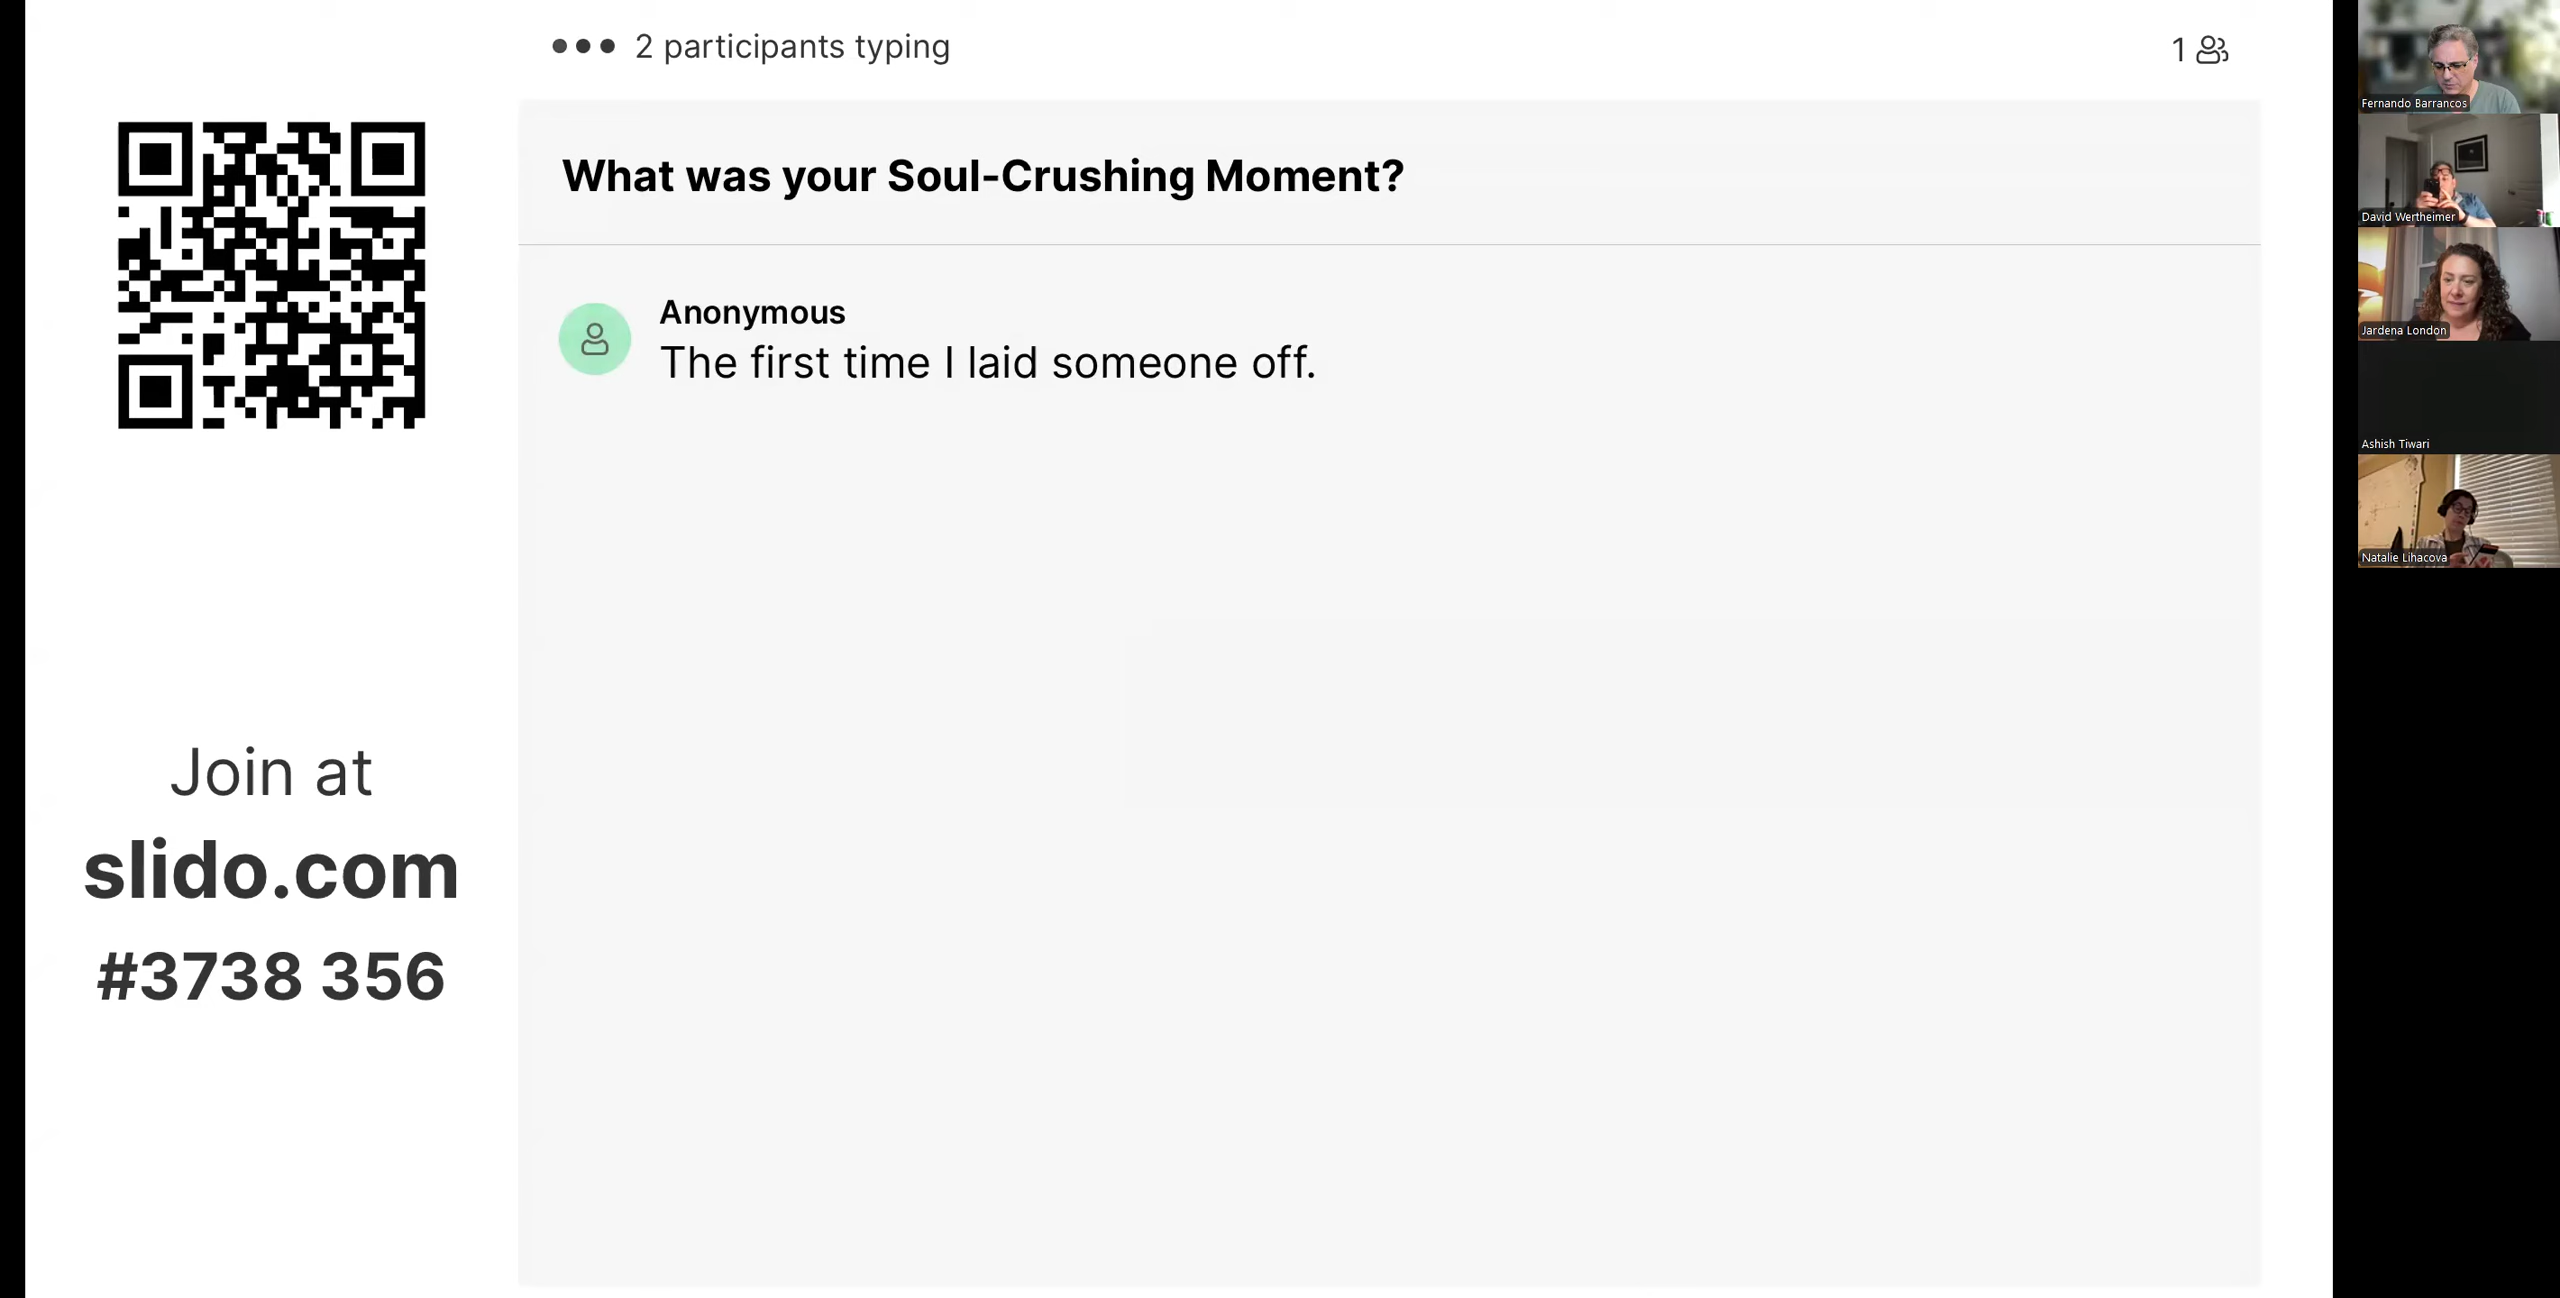 2 participants typing
1
What was your Soul-Crushing Moment?
Anonymous
The first time I laid someone off.
Join at
slido.com
#3738 356
Fernando Barrancos
David Wertheimer
Jardena London
Ashish Tiwari
Natalie Lihacova